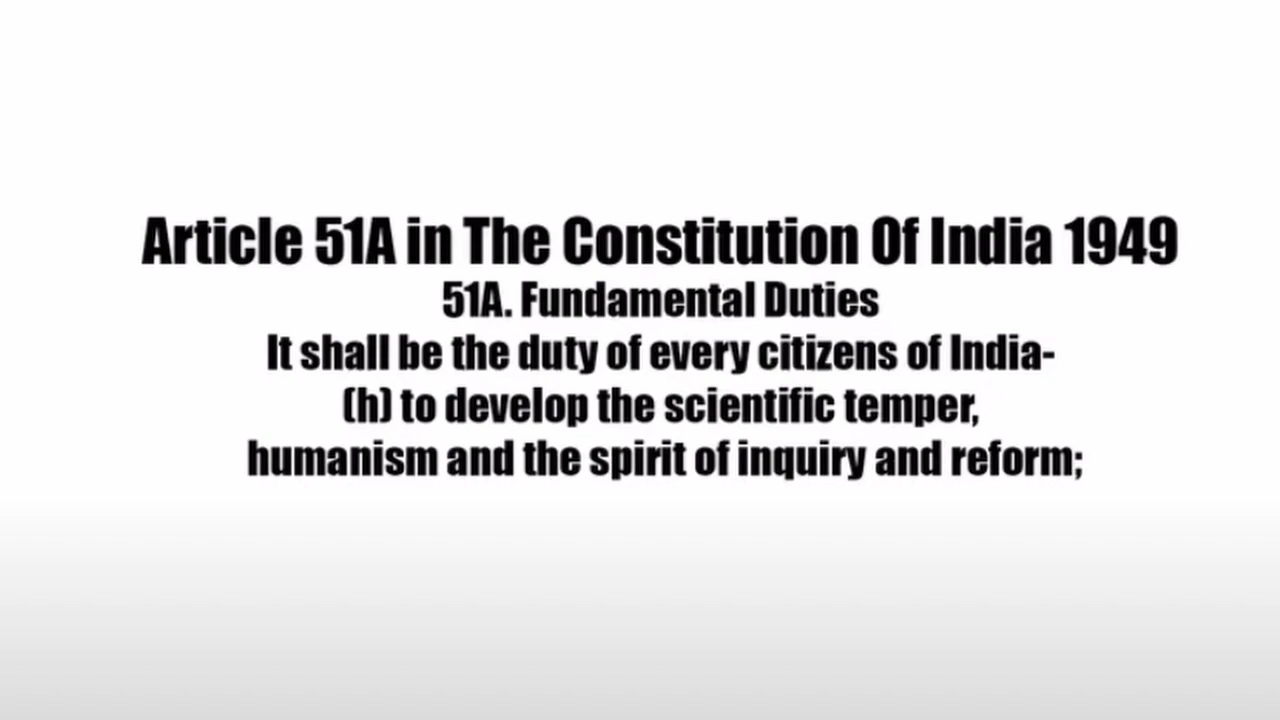 Article 51A in The Constitution Of India 1949
51A. Fundamental Duties
It shall be the duty of every citizens of India-
(h) to develop the scientific temper,
humanism and the spirit of inquiry and reform;